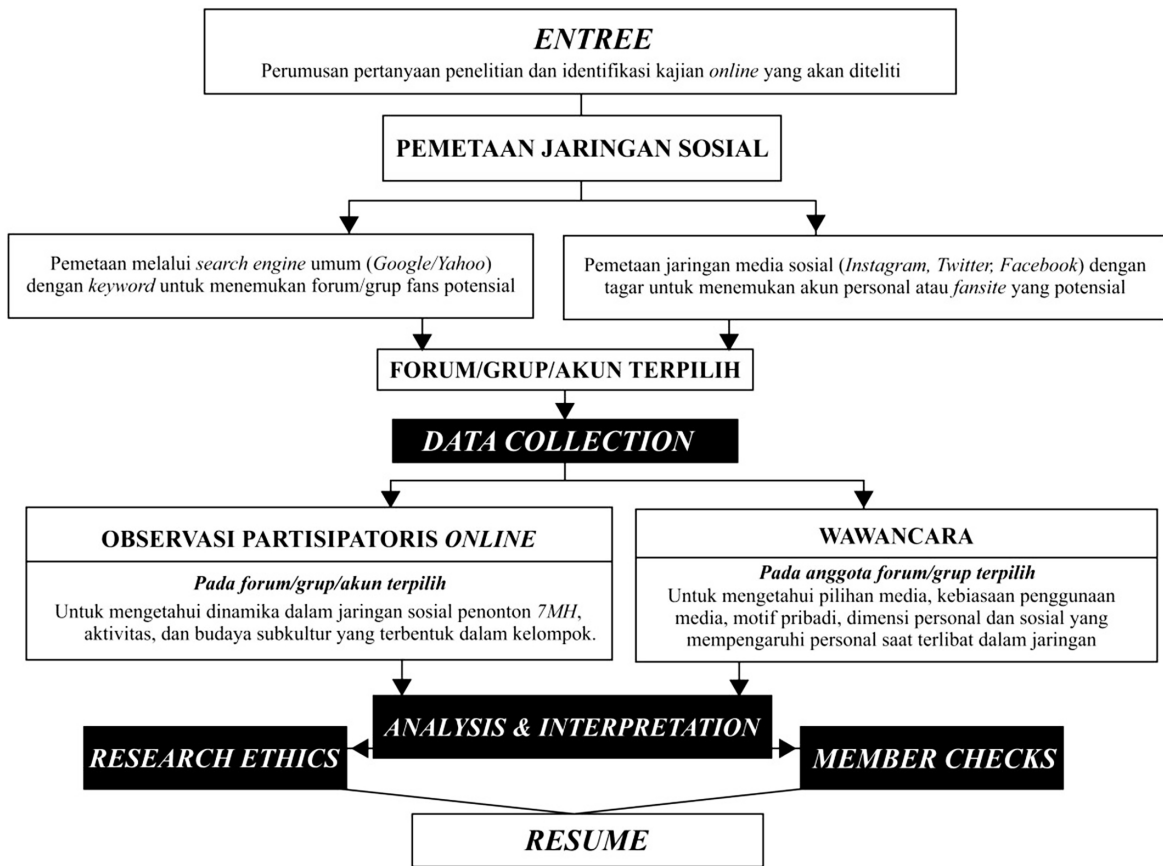 ENTREE
Perumusan pertanyaan penelitian dan identifikasi kajian online yang akan diteliti
PEMETAAN JARINGAN SOSIAL
Pemetaan melalui search engine umum (Google/Yahoo)
dengan keyword untuk menemukan forum/grup fans potensial
Pemetaan jaringan media sosial (Instagram, Twitter, Facebook) dengan
tagar untuk menemukan akun personal atau fansite yang potensial
FORUM/GRUP/AKUN TERPILIH
DATA COLLECTION
OBSERVASI PARTISIPATORIS ONLINE
Pada forum/grup/akun terpilih
Untuk mengetahui dinamika dalam jaringan sosial penonton 7MH,
aktivitas, dan budaya subkultur yang terbentuk dalam kelompok.
WAWANCARA
Pada anggota forum/grup terpilih
Untuk mengetahui pilihan media, kebiasaan penggunaan
media, motif pribadi, dimensi personal dan sosial yang
mempengaruhi personal saat terlibat dalam jaringan
ANALYSIS & INTERPRETATION
RESEARCH ETHICS
MEMBER CHECKS
RESUME